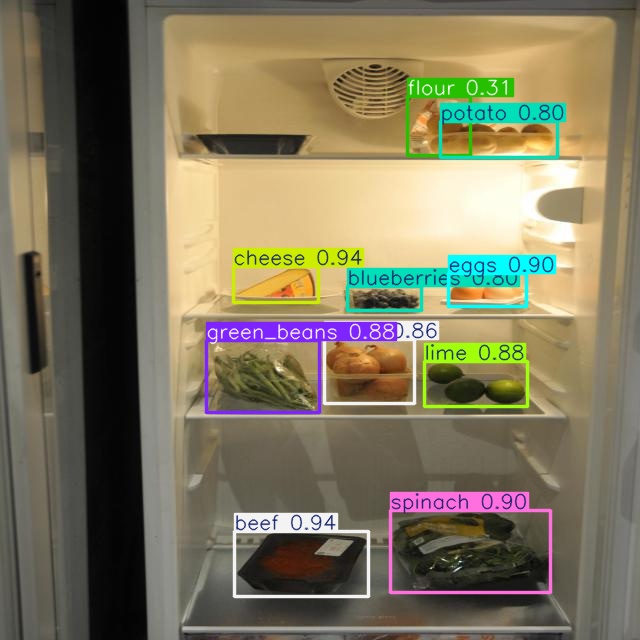 flour 0.31
potato 0.80
cheese 0.94
blueberries 0.80
eggs 0.90
green_beans 0.88
0.86
lime 0.88
spinach 0.90
beef 0.94